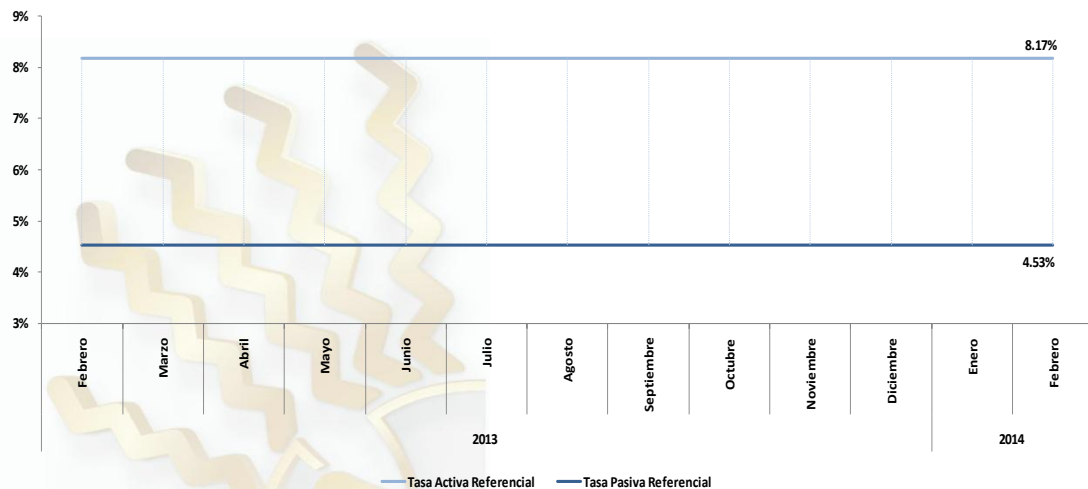 9%
8%
7%
6%
5%
4%
3%
8.17%
4.53%
Febrero
Marzo
Abril
Mayo
Junio
Julio
Agosto
Septiembre
Octubre
Noviembre
Diciembre
Enero
Febrero
2013
2014
Tasa Activa Referencial
Tasa Pasiva Referencial